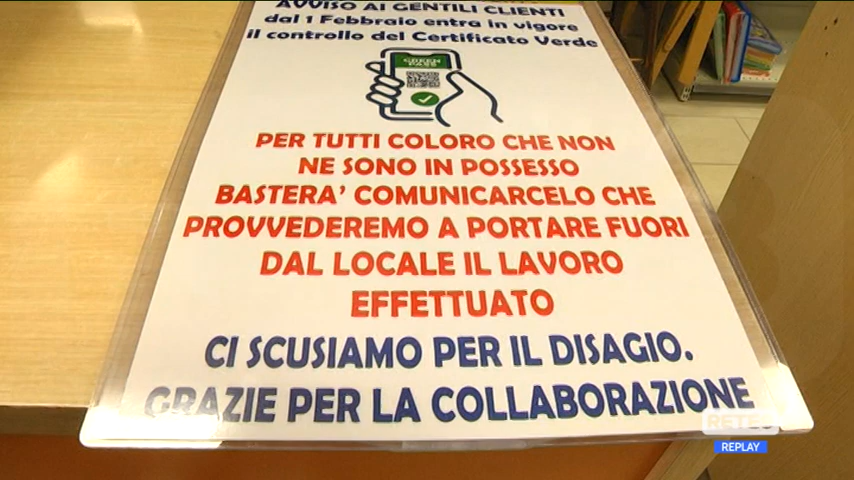 AVVISO AI GENTILI CLIENTI
dal 1 Febbraio entra in vigore
il controllo del Certificato Verde
GREEN
PASS
PER TUTTI COLORO CHE NON
NE SONO IN POSSESSO
BASTERA' COMUNICARCELO CHE
PROVVEDEREMO A PORTARE FUORI
DAL LOCALE IL LAVORO
EFFETTUATO
CI SCUSIAMO PER IL DISAGIO.
GRAZIE PER LA COLLABORAZIONE
REPLAY